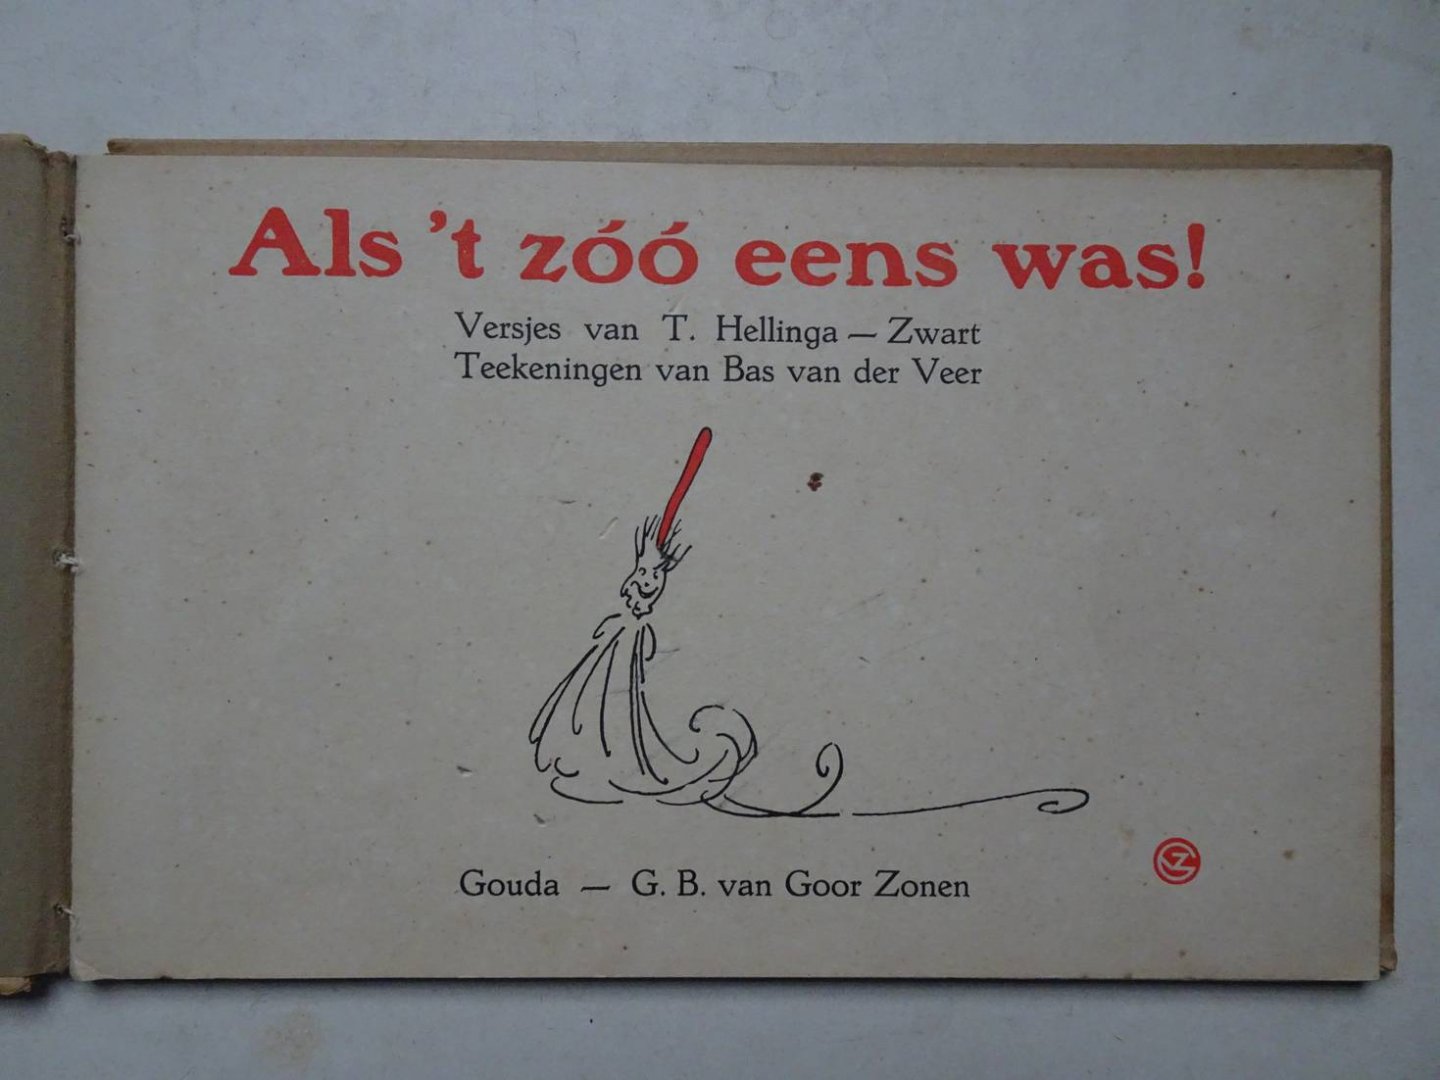 Als 't zóó eens was!
Versjes van T. Hellinga — Zwart
Teekeningen van Bas van der Veer
Gouda — G. B. van Goor Zonen